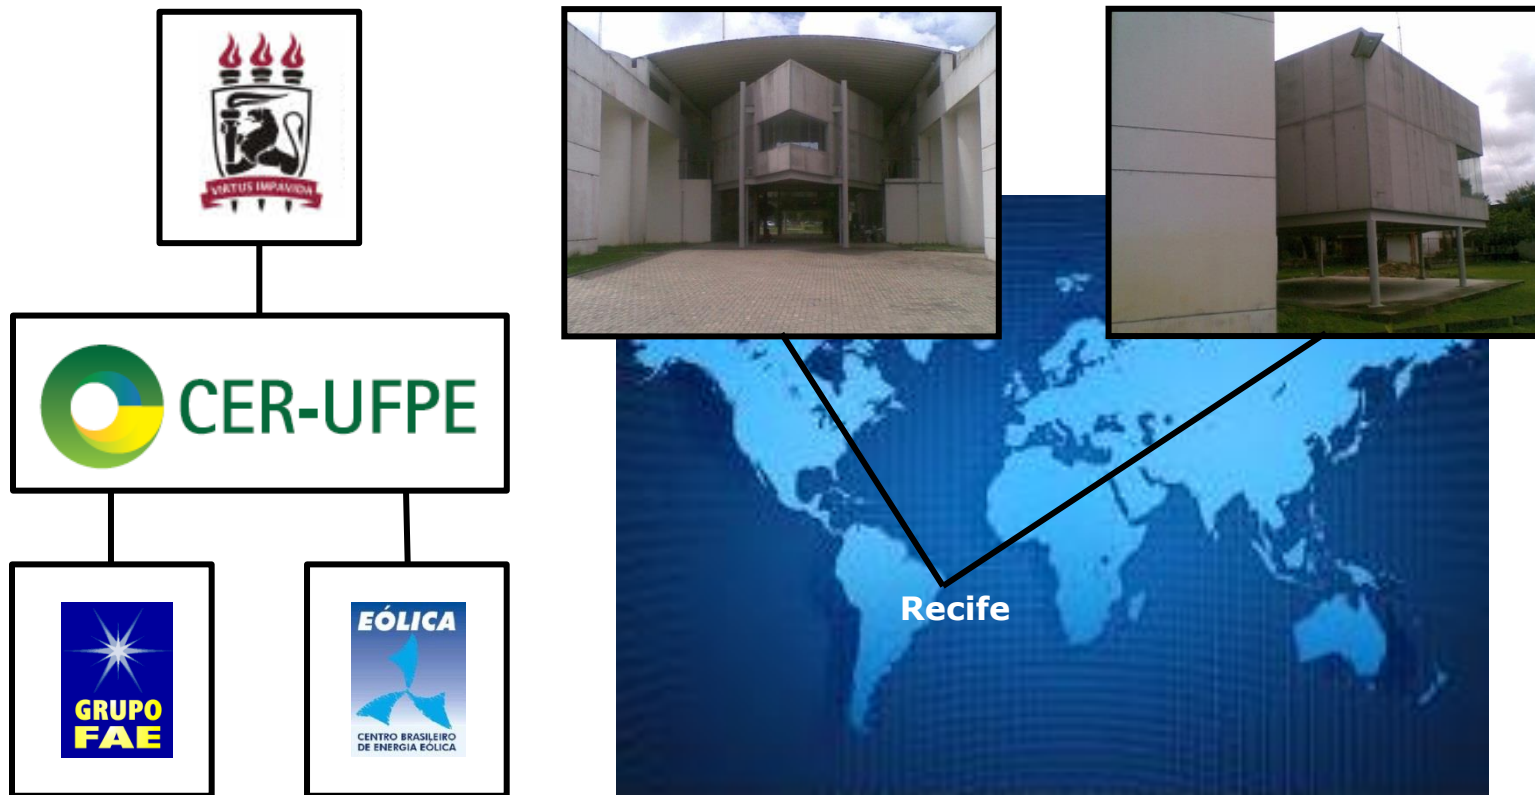 VIRTUS IMPAVIDA
CER-UFPE
GRUPO
FAE
EÓLICA
CENTRO BRASILEIRO
DE ENERGIA EÓLICA
Recife